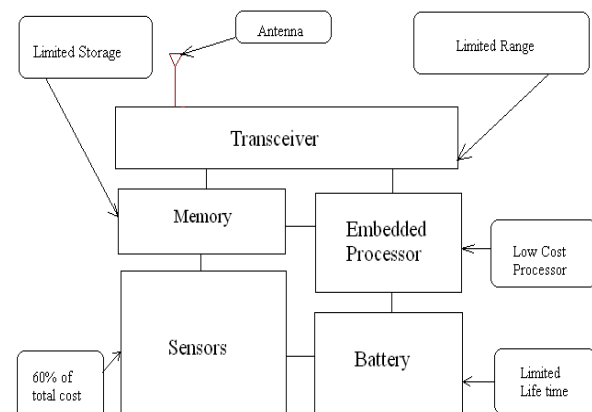 Limited Storage
Antenna
Limited Range
Transceiver
Memory
Embedded
Processor
Low Cost
Processor
Sensors
Battery
60% of
total cost
Limited
Life time